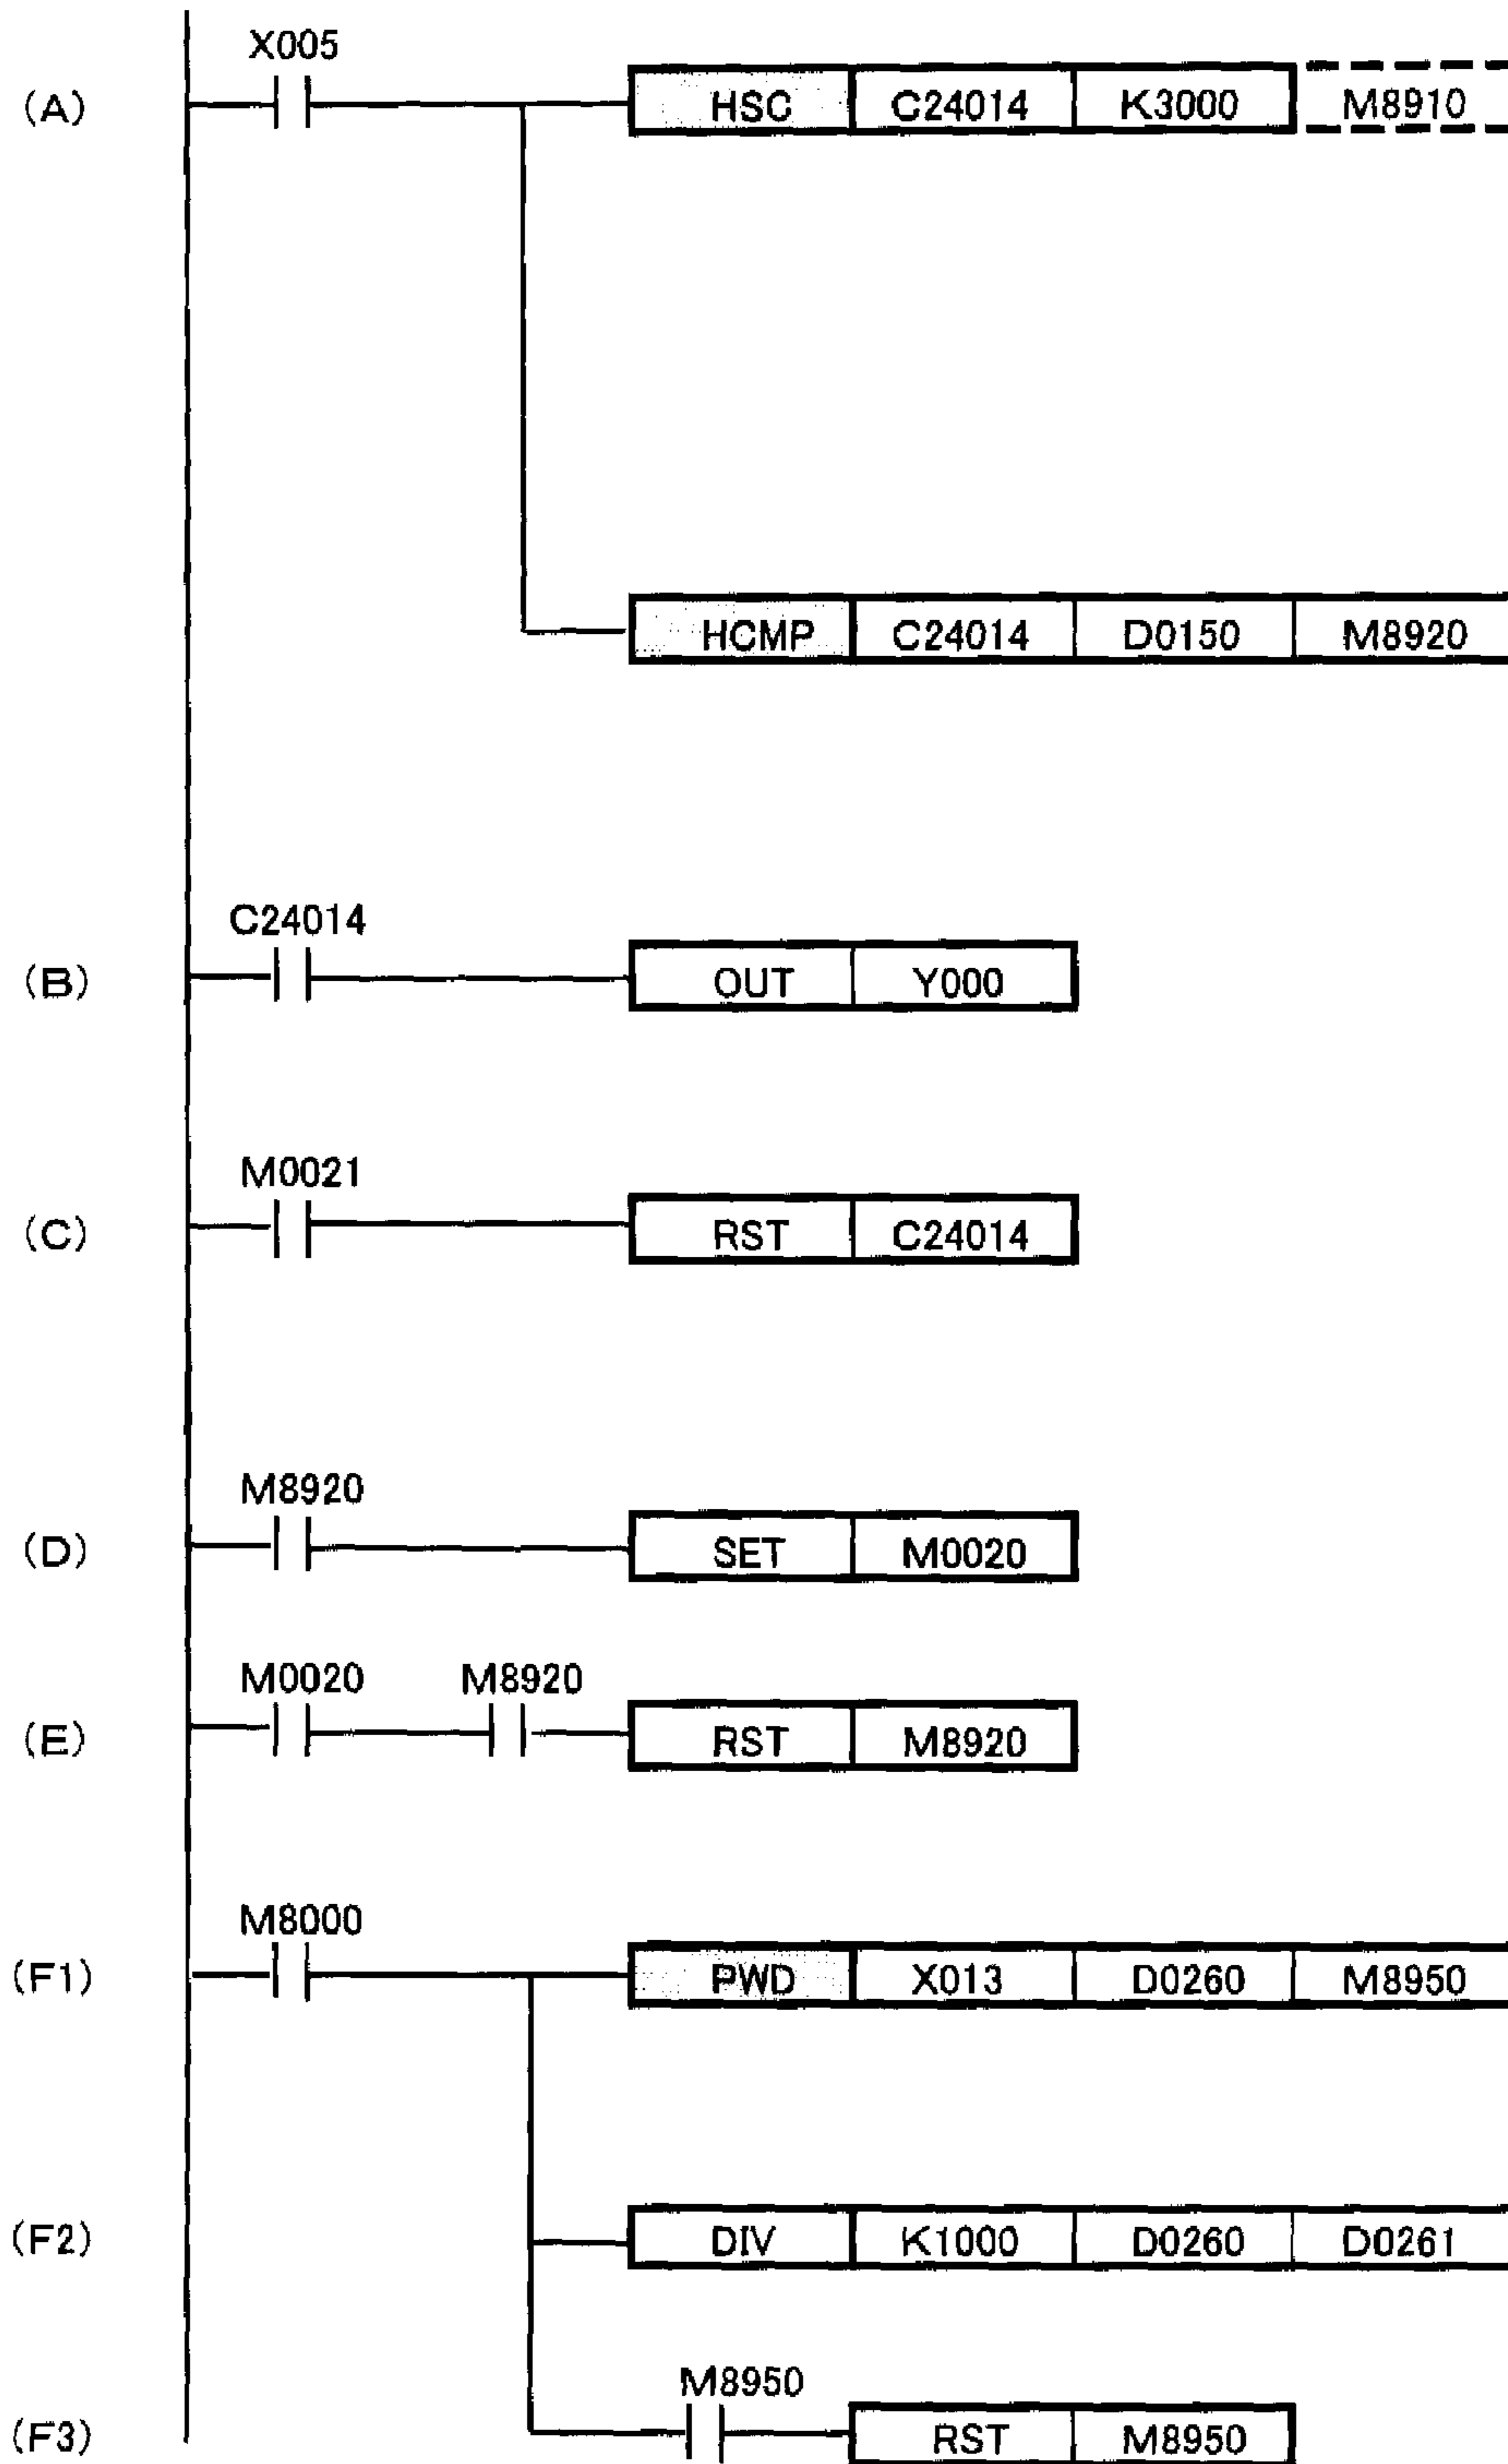 X005
(A) HSC C24014 K3000 M8910
HCMP C24014 D0150 M8920
C24014
(B) OUT Y000
M0021
(C) RST C24014
M8920
(D) SET M0020
M0020 M8920
(E) RST M8920
M8000
(F1) PWD X013 D0260 M8950
(F2) DIV K1000 D0260 D0261
M8950
(F3) RST M8950